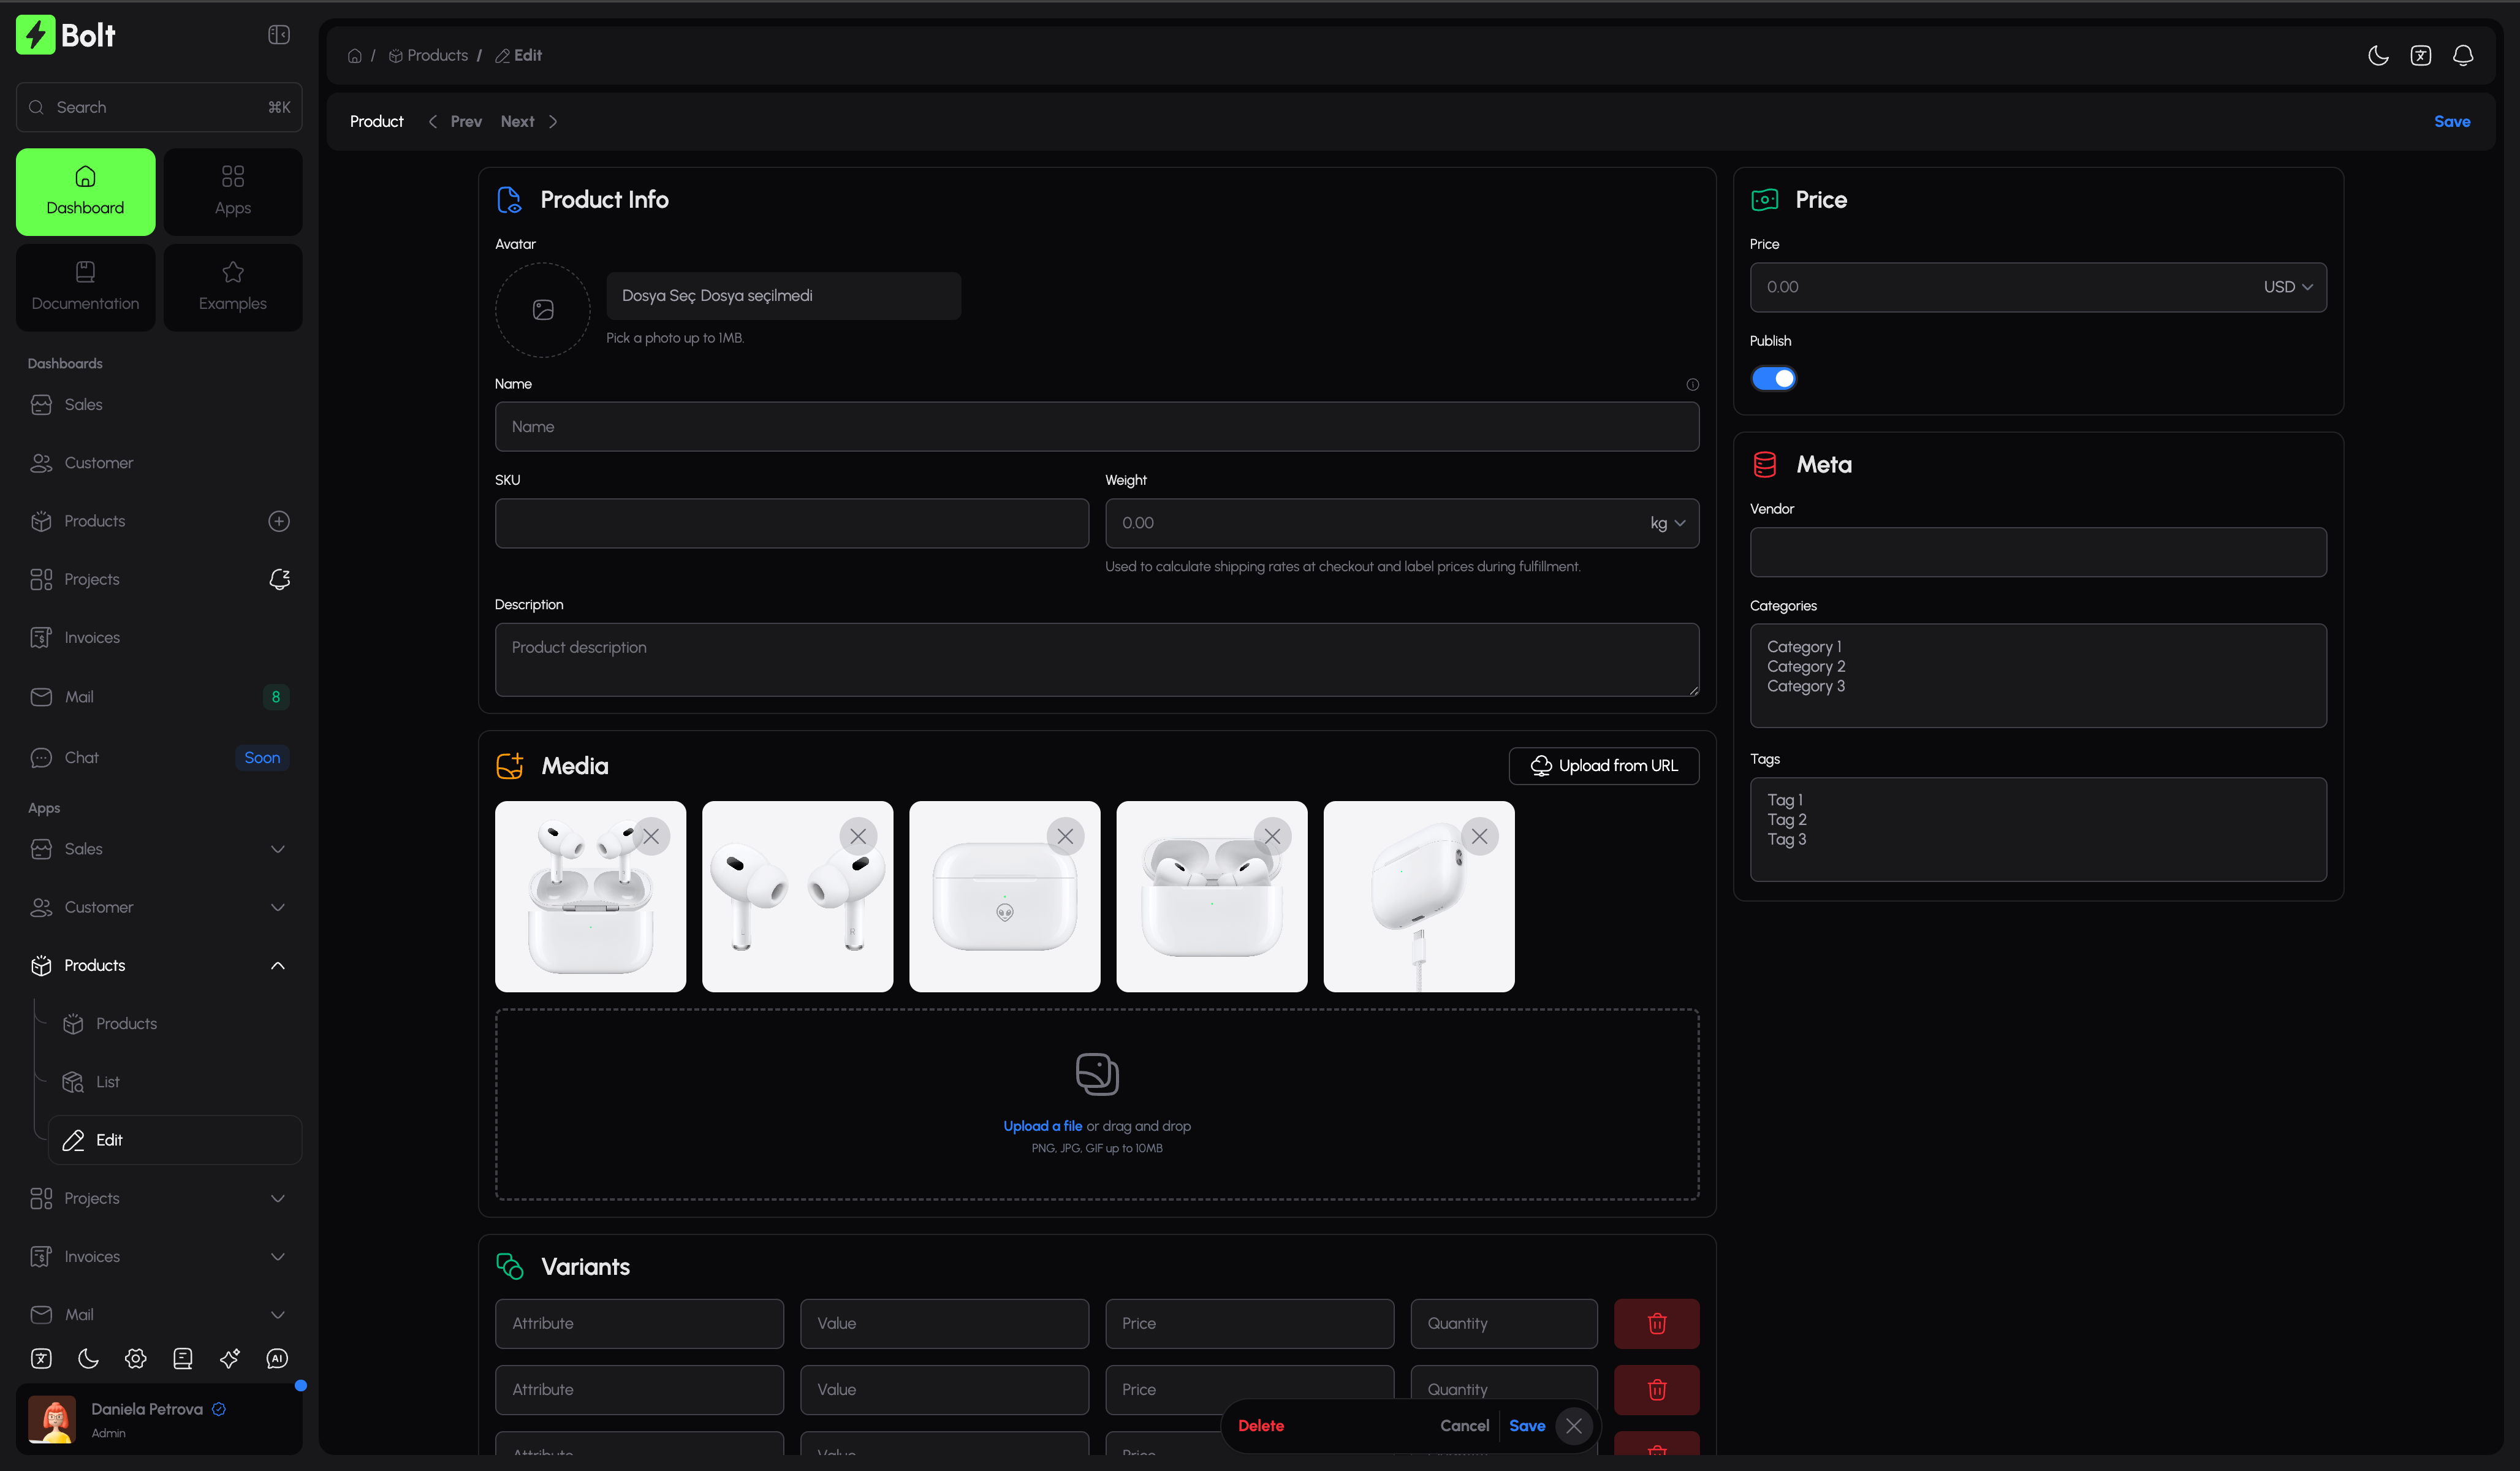 Bolt
Search ⌘K
Dashboard
Apps
Documentation
Examples
Dashboards
Sales
Customer
Products
Projects
Invoices
Mail 8
Chat Soon
Apps
Sales
Customer
Products
Products
List
Edit
Projects
Invoices
Mail
AI
Daniela Petrova
Admin
/ Products / Edit
Product Prev Next
Save
Product Info
Avatar
Dosya Seç Dosya seçilmedi
Pick a photo up to 1MB.
Name
Name
SKU
Weight
0.00 kg
Used to calculate shipping rates at checkout and label prices during fulfillment.
Description
Product description
Media
Upload from URL
Upload a file or drag and drop
PNG, JPG, GIF up to 10MB
Variants
Attribute Value Price Quantity
Attribute Value Price Quantity
Attribute Value Price
Delete Cancel Save
Price
Price
0.00 USD
Publish
Meta
Vendor
Categories
Category 1
Category 2
Category 3
Tags
Tag 1
Tag 2
Tag 3